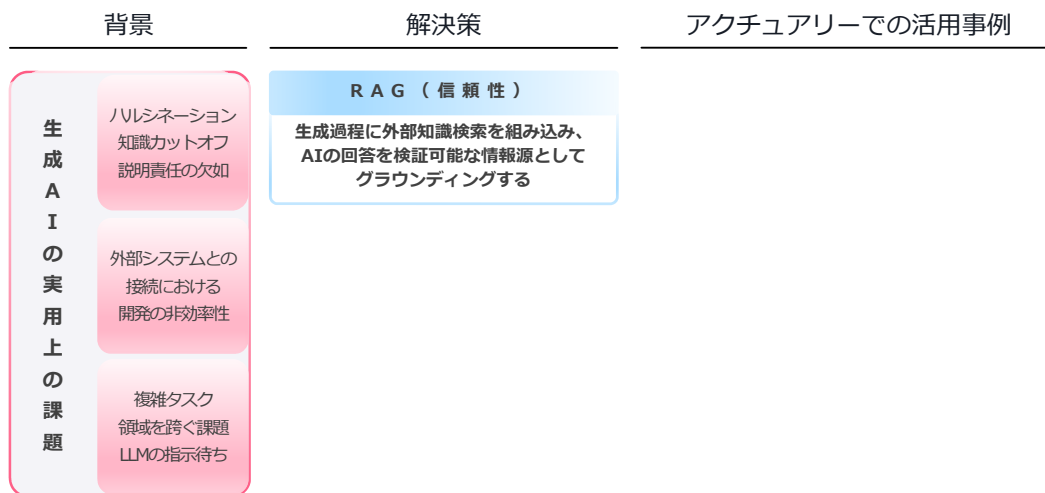 背景
解決策
アクチュアリーでの活用事例
生成AIの実用上の課題
ハルシネーション
知識カットオフ
説明責任の欠如
外部システムとの
接続における
開発の非効率性
複雑タスク
領域を跨ぐ課題
LLMの指示待ち
RAG(信頼性)
生成過程に外部知識検索を組み込み、
AIの回答を検証可能な情報源として
グラウンディングする